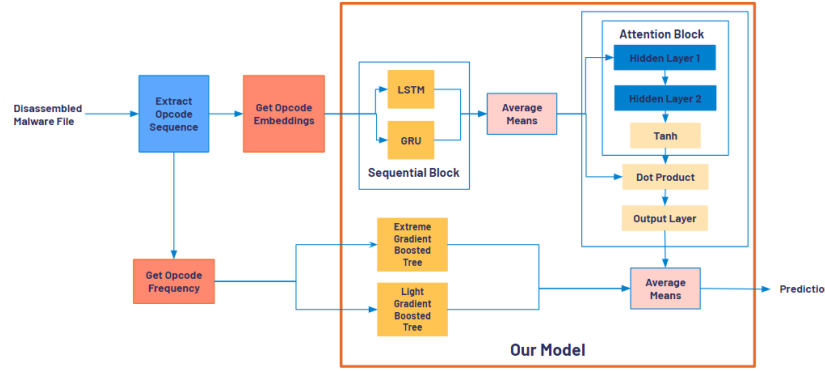 Disassembled
Malware File
Extract
Opcode
Sequence
Get Opcode
Embeddings
LSTM
GRU
Sequential Block
Average
Means
Attention Block
Hidden Layer 1
Hidden Layer 2
Tanh
Dot Product
Output Layer
Get Opcode
Frequency
Extreme
Gradient
Boosted
Tree
Light
Gradient
Boosted Tree
Average
Means
Predictio
Our Model